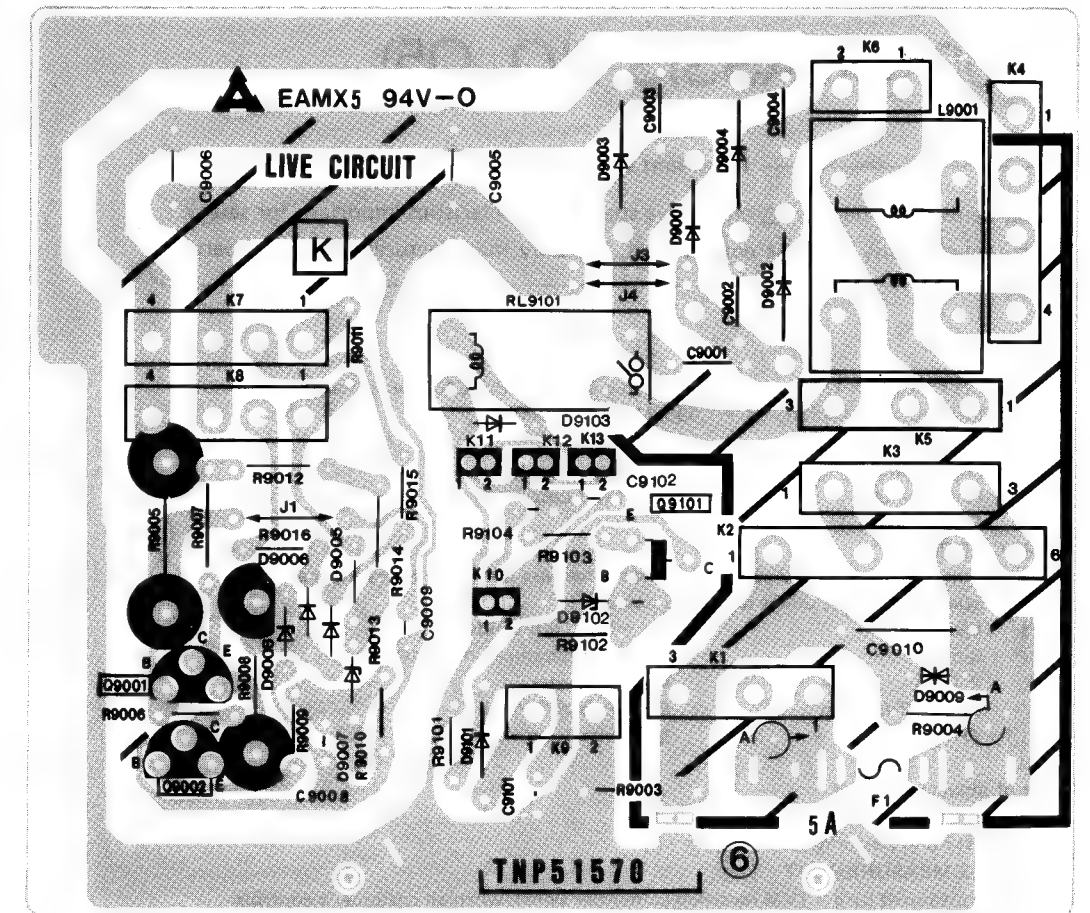 K6
2 1
K4
EAMX5 94V-0
C9003
C9004
L9001
1
LIVE CIRCUIT
C9006
C9005
D9003
D9004
K
D9001
J3
J4
C9002
D9002
RL9101
4 K7 1
R9011
C9001
4
4 K8 1
3 K5 1
D9103
K11 K12 K13
2 1 2 1 2
C9102
Q9101
K3
1 3
R9012
R9015
J1
R9005
R9007
R9016
D9005
R9104
E
K2
1 6
R9103
D9006
R9014
C
B
K10
1 2
D9102
R9102
C9009
R9013
C9010
C
E
B
Q9001
R9008
D9008
3 K1 1
D9009
A
R9006
C
R9009
R9004
A
B
E
Q9002
D9007
R9010
R9101
D9101
1 K9 2
C9008
C9101
R9003
F1
5A
TNP51570
6